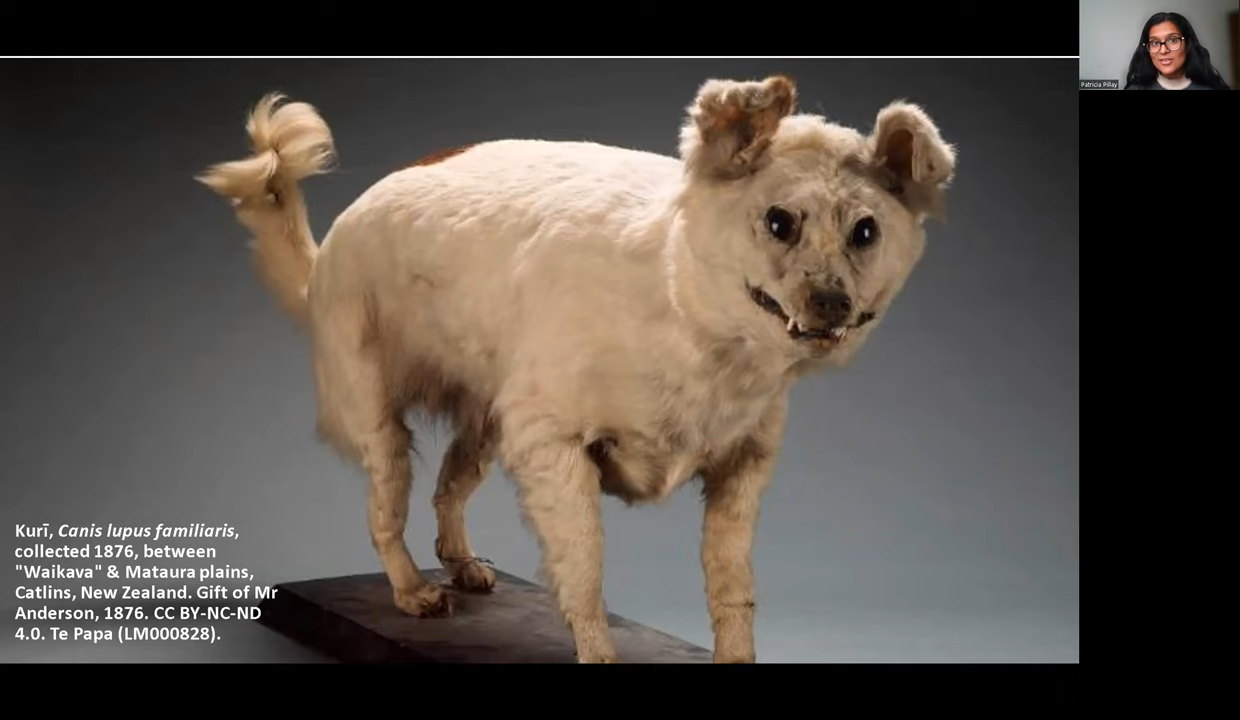 Patricia Pillay
Kurī, Canis lupus familiaris,
collected 1876, between
"Waikava" & Mataura plains,
Catlins, New Zealand. Gift of Mr
Anderson, 1876. CC BY-NC-ND
4.0. Te Papa (LM000828).